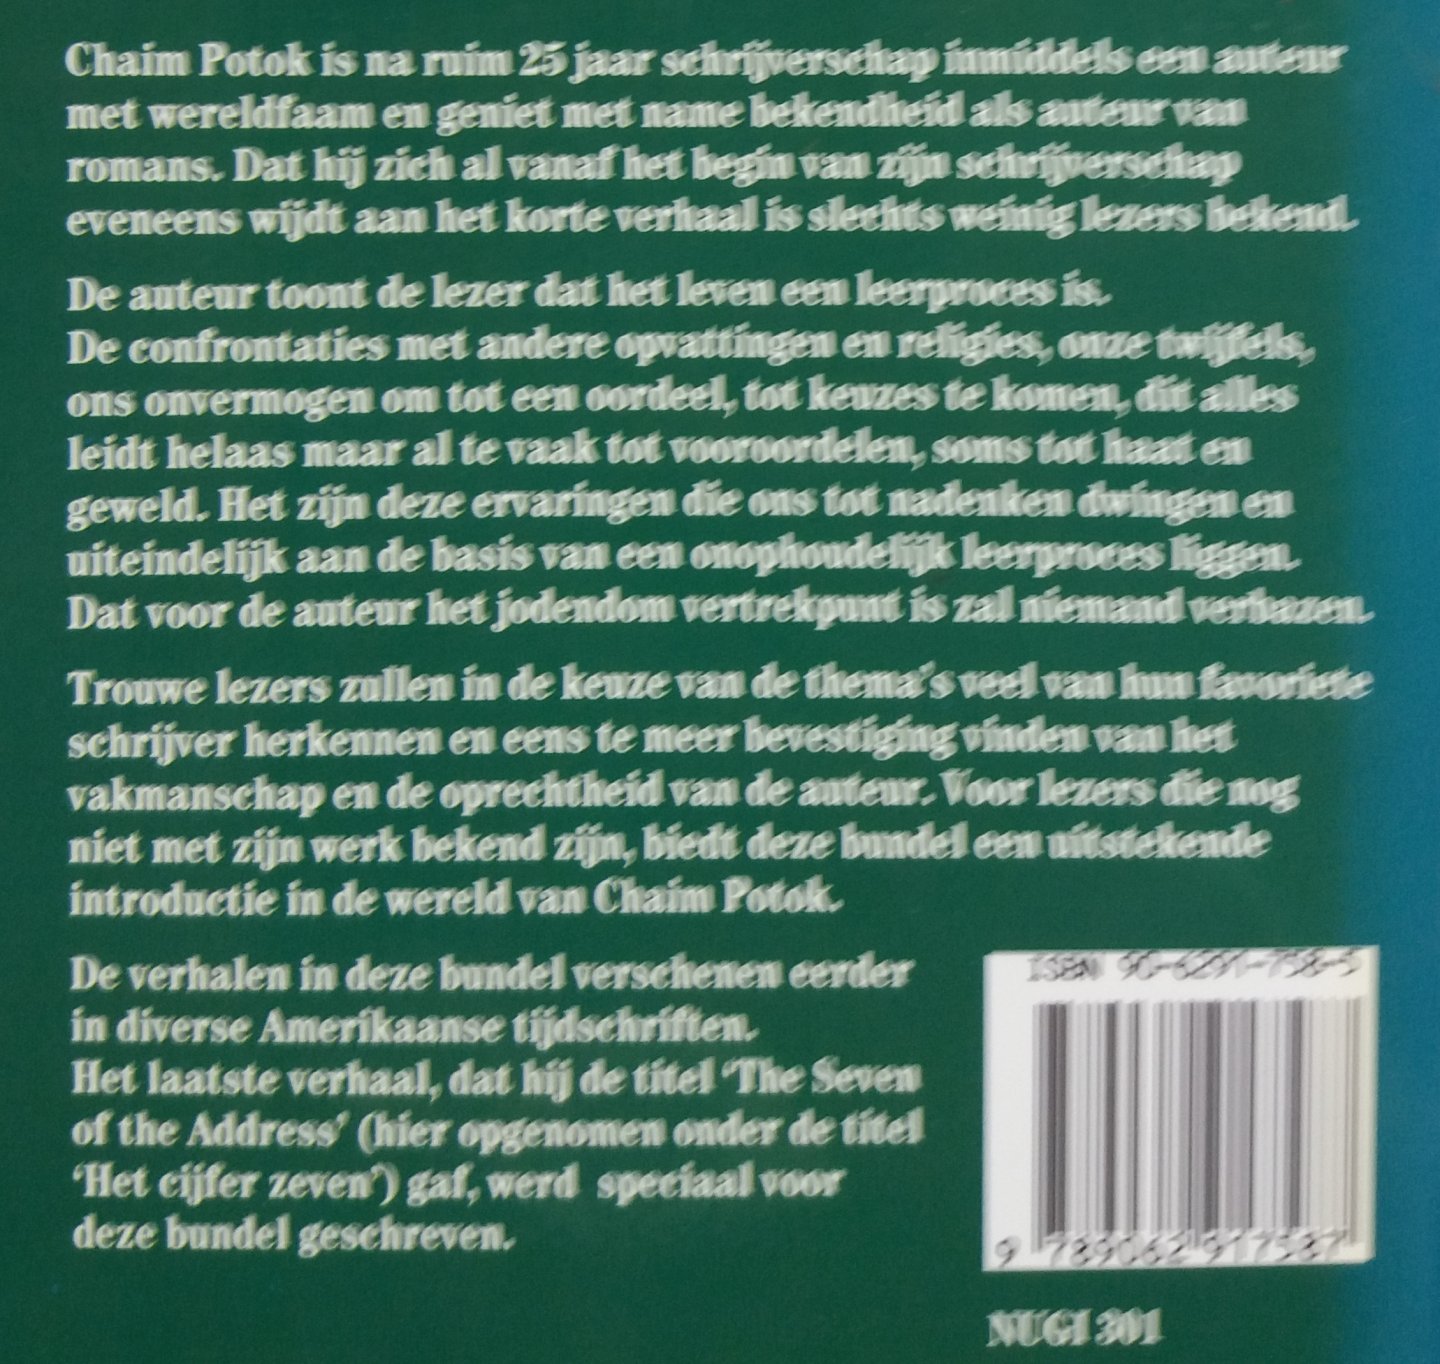 Chaim Potok is na ruim 25 jaar schrijverschap inmiddels een auteur
met wereldfaam en geniet met name bekendheid als auteur van
romans. Dat hij zich al vanaf het begin van zijn schrijverschap
eveneens wijdt aan het korte verhaal is slechts weinig lezers bekend.
De auteur toont de lezer dat het leven een leerproces is.
De confrontaties met andere opvattingen en religies, onze twijfels,
ons onvermogen om tot een oordeel, tot keuzes te komen, dit alles
leidt helaas maar al te vaak tot vooroordelen, soms tot haat en
geweld. Het zijn deze ervaringen die ons tot nadenken dwingen en
uiteindelijk aan de basis van een onophoudelijk leerproces liggen.
Dat voor de auteur het jodendom vertrekpunt is zal niemand verbazen.
Trouwe lezers zullen in de keuze van de thema's veel van hun favoriete
schrijver herkennen en eens te meer bevestiging vinden van het
vakmanschap en de oprechtheid van de auteur. Voor lezers die nog
niet met zijn werk bekend zijn, biedt deze bundel een uitstekende
introductie in de wereld van Chaim Potok.
De verhalen in deze bundel verschenen eerder
in diverse Amerikaanse tijdschriften.
Het laatste verhaal, dat hij de titel ‘The Seven
of the Address’ (hier opgenomen onder de titel
‘Het cijfer zeven’) gaf, werd speciaal voor
deze bundel geschreven.
ISBN 90-6291-758-5
9 789062 917587
NUGI 301